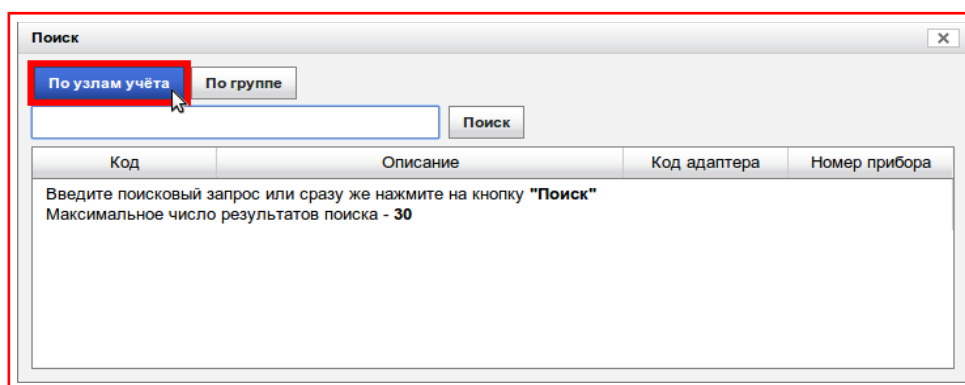 Поиск
По узлам учёта По группе
Поиск
Код Описание Код адаптера Номер прибора
Введите поисковый запрос или сразу же нажмите на кнопку "Поиск"
Максимальное число результатов поиска - 30